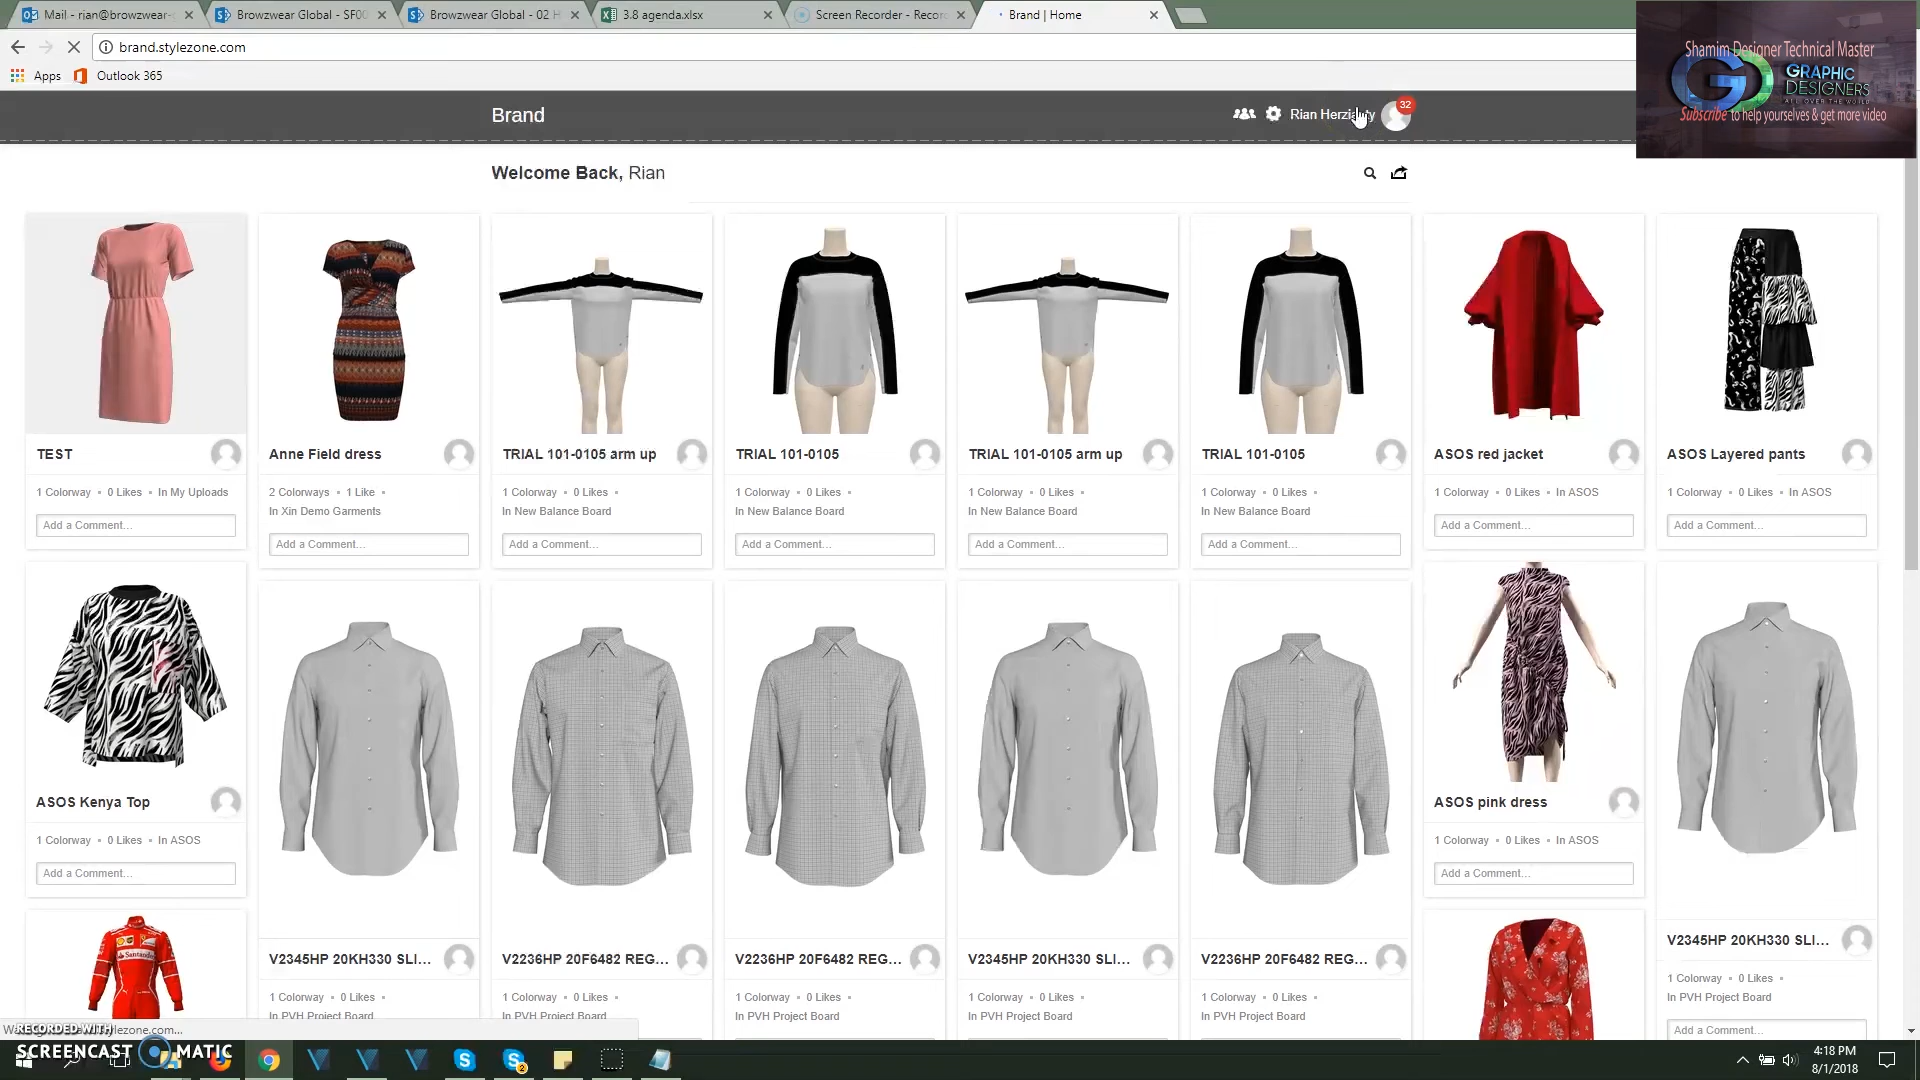 Mail - rian@browzwear-
Browzwear Global - SF00
Browzwear Global - 02 H
3.8 agenda.xlsx
Screen Recorder - Recor
Brand | Home
brand.stylezone.com
Apps
Outlook 365
Shamim Designer Technical Master
GRAPHIC
DESIGNERS
ALL OVER THE WORLD
Subscribe to help yourselves & get more video
Brand
32
Welcome Back, Rian
TEST
1 Colorway • 0 Likes • In My Uploads
Add a Comment...
Anne Field dress
2 Colorways • 1 Like •
In Xin Demo Garments
Add a Comment...
TRIAL 101-0105 arm up
1 Colorway • 0 Likes •
In New Balance Board
Add a Comment...
TRIAL 101-0105
1 Colorway • 0 Likes •
In New Balance Board
Add a Comment...
TRIAL 101-0105 arm up
1 Colorway • 0 Likes •
In New Balance Board
Add a Comment...
TRIAL 101-0105
1 Colorway • 0 Likes •
In New Balance Board
Add a Comment...
ASOS red jacket
1 Colorway • 0 Likes • In ASOS
Add a Comment...
ASOS Layered pants
1 Colorway • 0 Likes • In ASOS
Add a Comment...
ASOS Kenya Top
1 Colorway • 0 Likes • In ASOS
Add a Comment...
ASOS pink dress
1 Colorway • 0 Likes • In ASOS
Add a Comment...
Santander
V2345HP 20KH330 SLI...
1 Colorway • 0 Likes •
In PVH Project Board
V2236HP 20F6482 REG...
1 Colorway • 0 Likes •
In PVH Project Board
V2236HP 20F6482 REG...
1 Colorway • 0 Likes •
In PVH Project Board
V2345HP 20KH330 SLI...
1 Colorway • 0 Likes •
In PVH Project Board
V2236HP 20F6482 REG...
1 Colorway • 0 Likes •
In PVH Project Board
V2345HP 20KH330 SLI...
1 Colorway • 0 Likes •
In PVH Project Board
Add a Comment...
RECORDED WITH
SCREENCAST MATIC
2
4:18 PM
8/1/2018